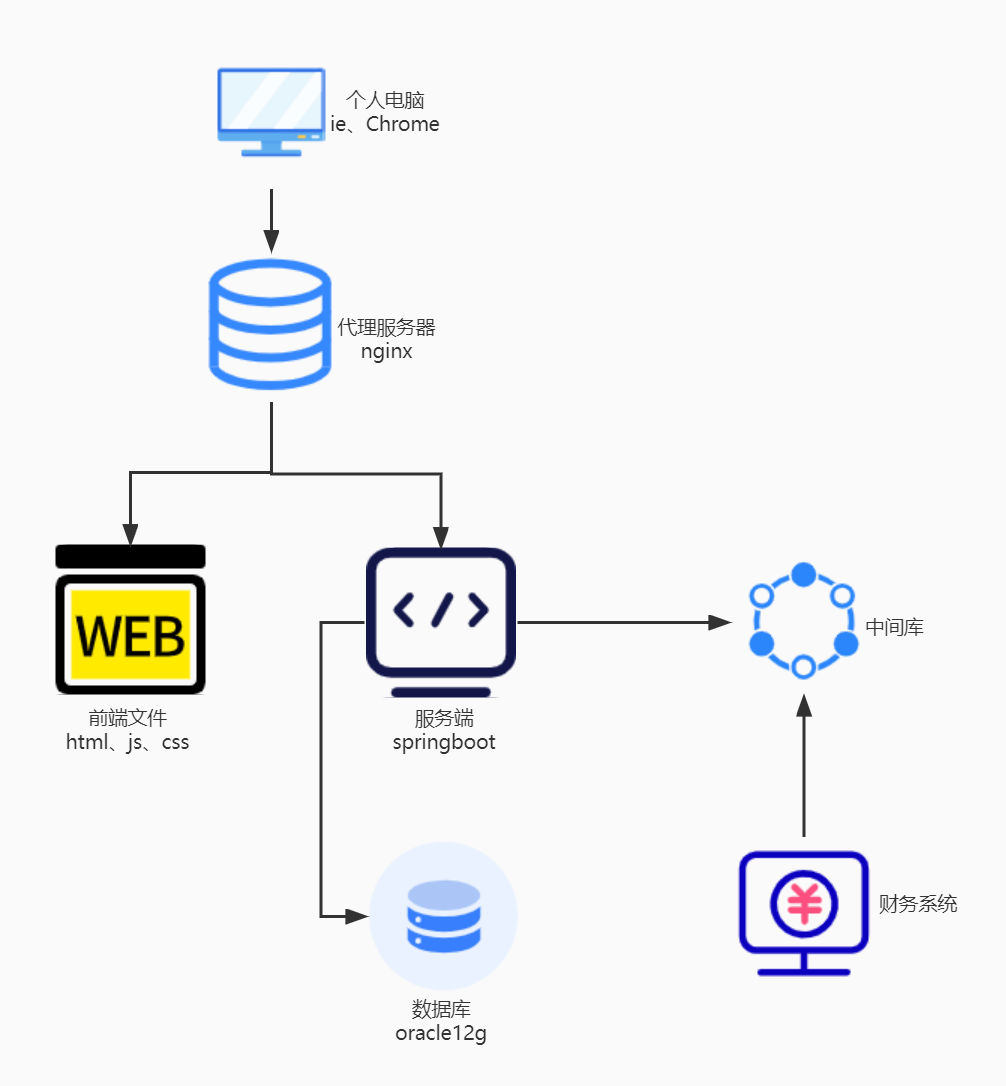 个人电脑
ie、Chrome
代理服务器
nginx
WEB
前端文件
html、js、css
服务端
springboot
中间库
¥
财务系统
数据库
oracle12g